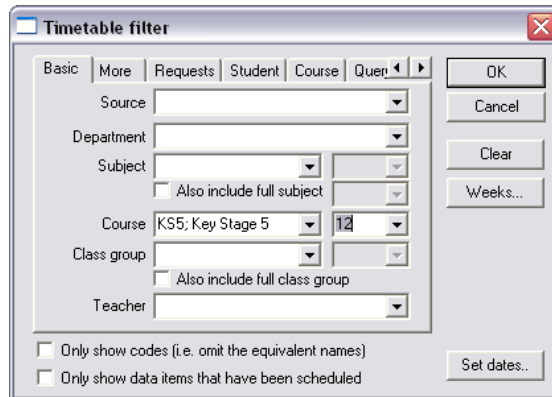 Timetable filter
Basic More Requests Student Course Quer
OK
Source
Cancel
Department
Subject
Clear
Also include full subject
Weeks...
Course KS5; Key Stage 5 12
Class group
Also include full class group
Teacher
Only show codes (i.e. omit the equivalent names)
Set dates..
Only show data items that have been scheduled